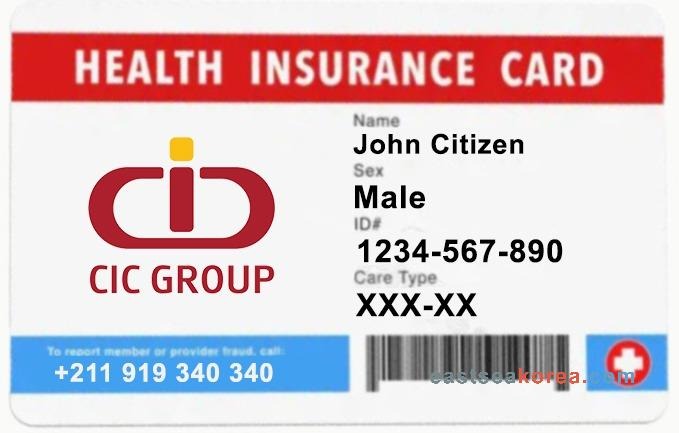 HEALTH INSURANCE CARD
CIC GROUP
Name
John Citizen
Sex
Male
ID#
1234-567-890
Care Type
XXX-XX
To report member or provider fraud, call:
+211 919 340 340
eastseakorea.com